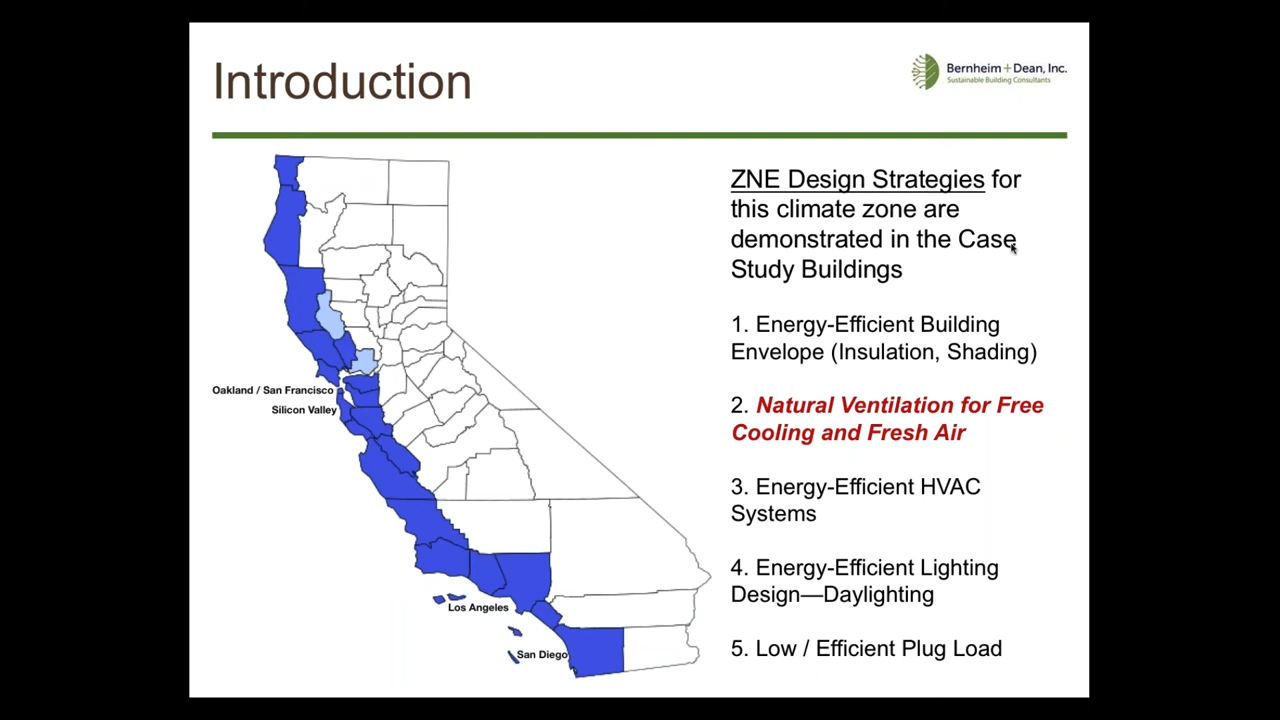 Introduction
Bernheim + Dean, Inc.
Sustainable Building Consultants
ZNE Design Strategies for
this climate zone are
demonstrated in the Case
Study Buildings
1. Energy-Efficient Building
Envelope (Insulation, Shading)
2. Natural Ventilation for Free
Cooling and Fresh Air
3. Energy-Efficient HVAC
Systems
4. Energy-Efficient Lighting
Design—Daylighting
5. Low / Efficient Plug Load
Oakland / San Francisco
Silicon Valley
Los Angeles
San Diego